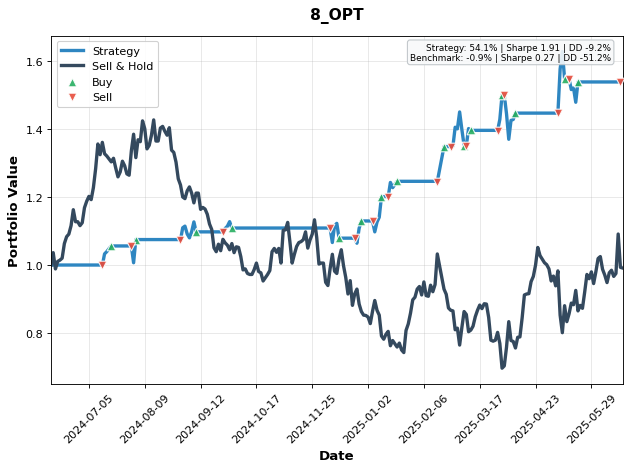 8_OPT
Strategy: 54.1% | Sharpe 1.91 | DD -9.2%
Benchmark: -0.9% | Sharpe 0.27 | DD -51.2%
Strategy
Sell & Hold
Buy
Sell
Portfolio Value
1.6
1.4
1.2
1.0
0.8
2024-07-05
2024-08-09
2024-09-12
2024-10-17
2024-11-25
2025-01-02
2025-02-06
2025-03-17
2025-04-23
2025-05-29
Date